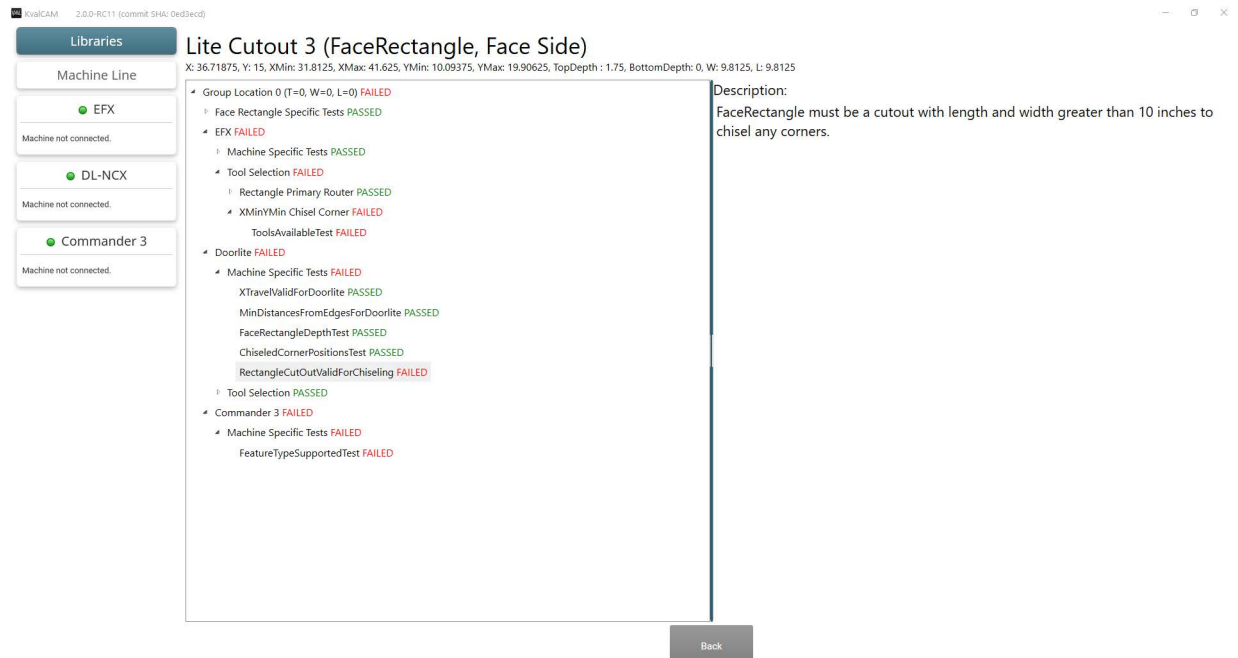 KVAL KvalCAM 2.0.0-RC11 (commit SHA: 0ed3ecd)
Libraries
Machine Line
EFX
Machine not connected.
DL-NCX
Machine not connected.
Commander 3
Machine not connected.
Lite Cutout 3 (FaceRectangle, Face Side)
X: 36.71875, Y: 15, XMin: 31.8125, XMax: 41.625, YMin: 10.09375, YMax: 19.90625, TopDepth : 1.75, BottomDepth: 0, W: 9.8125, L: 9.8125
Group Location 0 (T=0, W=0, L=0) FAILED
Face Rectangle Specific Tests PASSED
EFX FAILED
Machine Specific Tests PASSED
Tool Selection FAILED
Rectangle Primary Router PASSED
XMinYMin Chisel Corner FAILED
ToolsAvailableTest FAILED
Doorlite FAILED
Machine Specific Tests FAILED
XTravelValidForDoorlite PASSED
MinDistancesFromEdgesForDoorlite PASSED
FaceRectangleDepthTest PASSED
ChiseledCornerPositionsTest PASSED
RectangleCutOutValidForChiseling FAILED
Tool Selection PASSED
Commander 3 FAILED
Machine Specific Tests FAILED
FeatureTypeSupportedTest FAILED
Description:
FaceRectangle must be a cutout with length and width greater than 10 inches to
chisel any corners.
Back